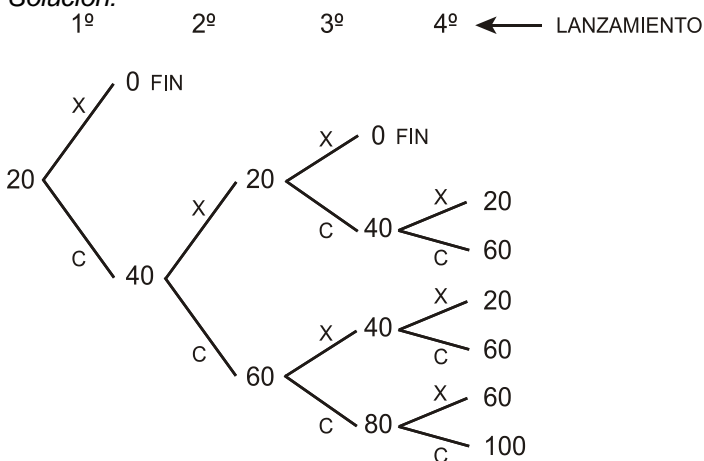 Solución:
1º 2º 3º 4º LANZAMIENTO
0 FIN
X
X 0 FIN
20 20
X X 20
C 40
C C 60
40
X 20
X 40
C C 60
60
X 60
C 80
C 100